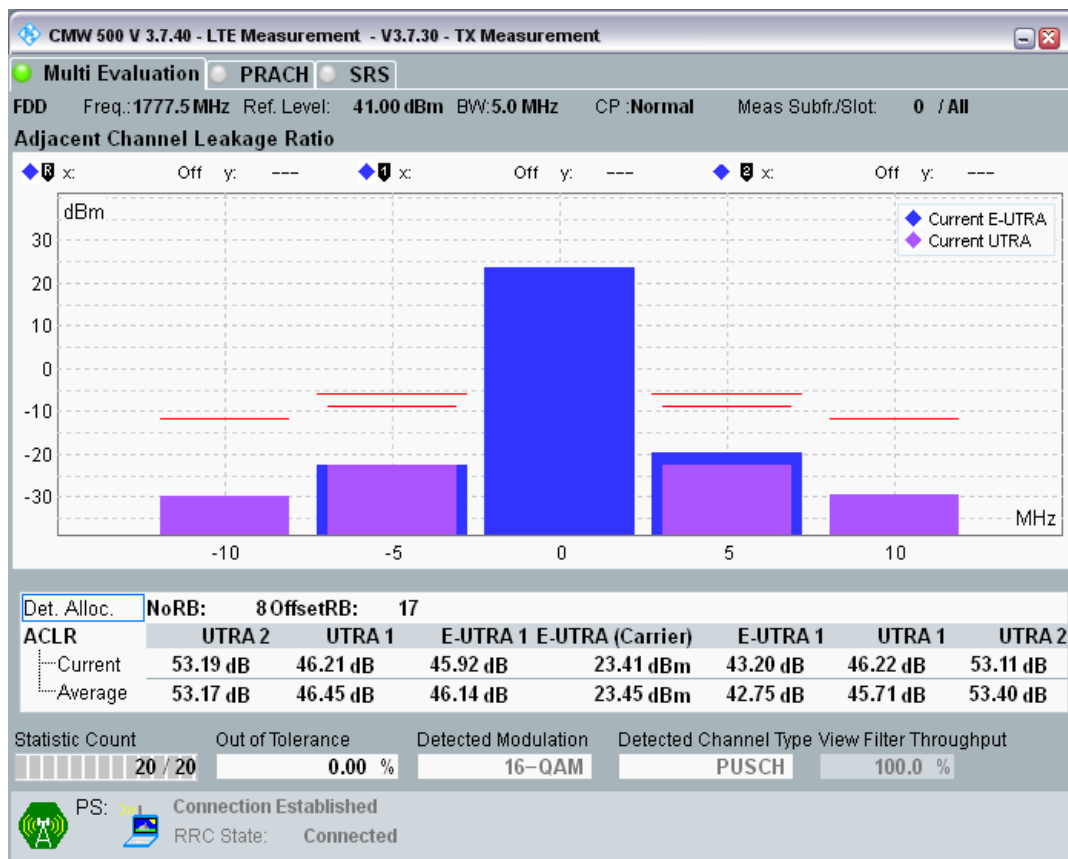 CMW 500 V 3.7.40 - LTE Measurement - V3.7.30 - TX Measurement
Multi Evaluation PRACH SRS
FDD Freq.:1777.5 MHz Ref. Level: 41.00 dBm BW:5.0 MHz CP :Normal Meas Subfr./Slot: 0 / All
Adjacent Channel Leakage Ratio
R x: Off y: --- 1 x: Off y: --- 2 x: Off y: ---
dBm
Current E-UTRA
Current UTRA
30
20
10
0
-10
-20
-30
MHz
-10 -5 0 5 10
Det. Alloc. NoRB: 8 OffsetRB: 17
ACLR UTRA 2 UTRA 1 E-UTRA 1 E-UTRA (Carrier) E-UTRA 1 UTRA 1 UTRA 2
Current 53.19 dB 46.21 dB 45.92 dB 23.41 dBm 43.20 dB 46.22 dB 53.11 dB
Average 53.17 dB 46.45 dB 46.14 dB 23.45 dBm 42.75 dB 45.71 dB 53.40 dB
Statistic Count Out of Tolerance Detected Modulation Detected Channel Type View Filter Throughput
20 / 20 0.00 % 16-QAM PUSCH 100.0 %
PS: Connection Established
RRC State: Connected